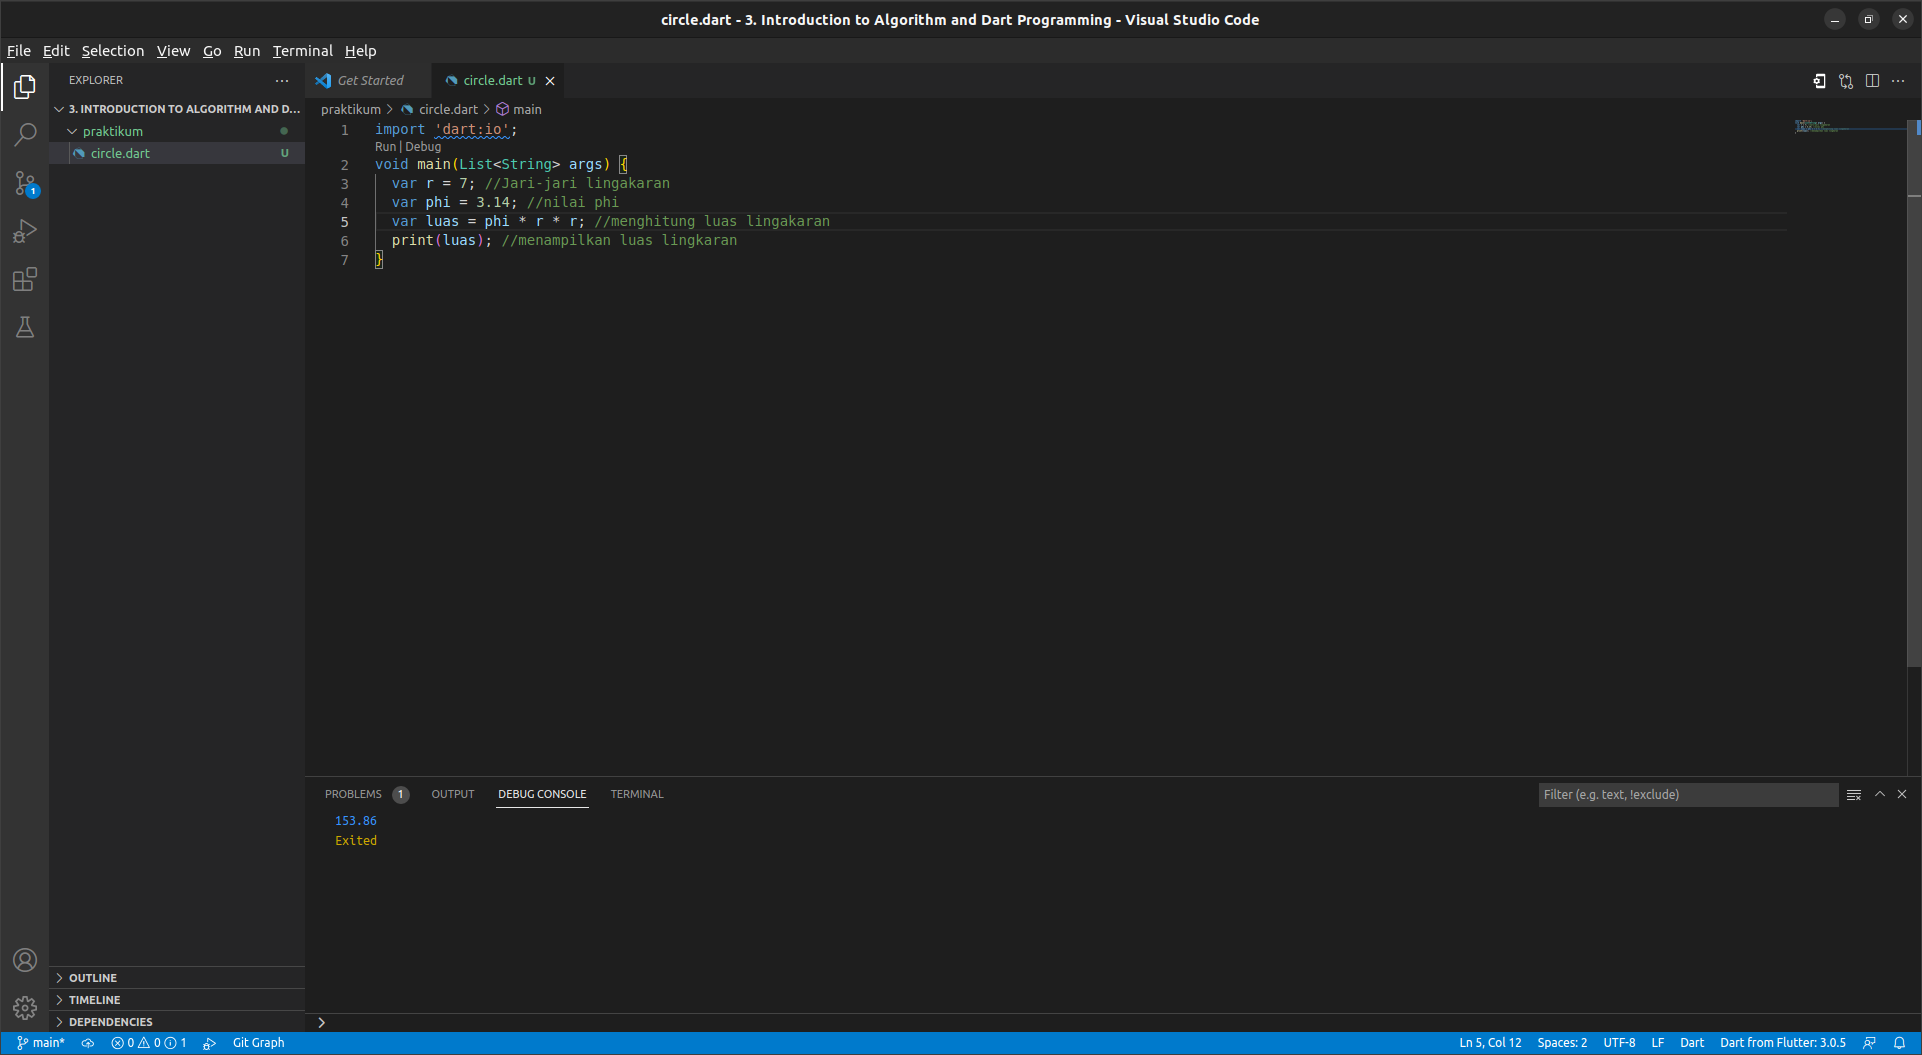 circle.dart - 3. Introduction to Algorithm and Dart Programming - Visual Studio Code
File Edit Selection View Go Run Terminal Help
EXPLORER
3. INTRODUCTION TO ALGORITHM AND D...
praktikum
circle.dart U
Get Started circle.dart U
praktikum > circle.dart > main
1 import 'dart:io';
Run | Debug
2 void main(List<String> args) {
3 var r = 7; //Jari-jari lingakaran
4 var phi = 3.14; //nilai phi
5 var luas = phi * r * r; //menghitung luas lingakaran
6 print(luas); //menampilkan luas lingkaran
7 }
1
PROBLEMS 1 OUTPUT DEBUG CONSOLE TERMINAL
Filter (e.g. text, !exclude)
153.86
Exited
OUTLINE
TIMELINE
DEPENDENCIES
main* 0 0 1 Git Graph
Ln 5, Col 12 Spaces: 2 UTF-8 LF Dart Dart from Flutter: 3.0.5